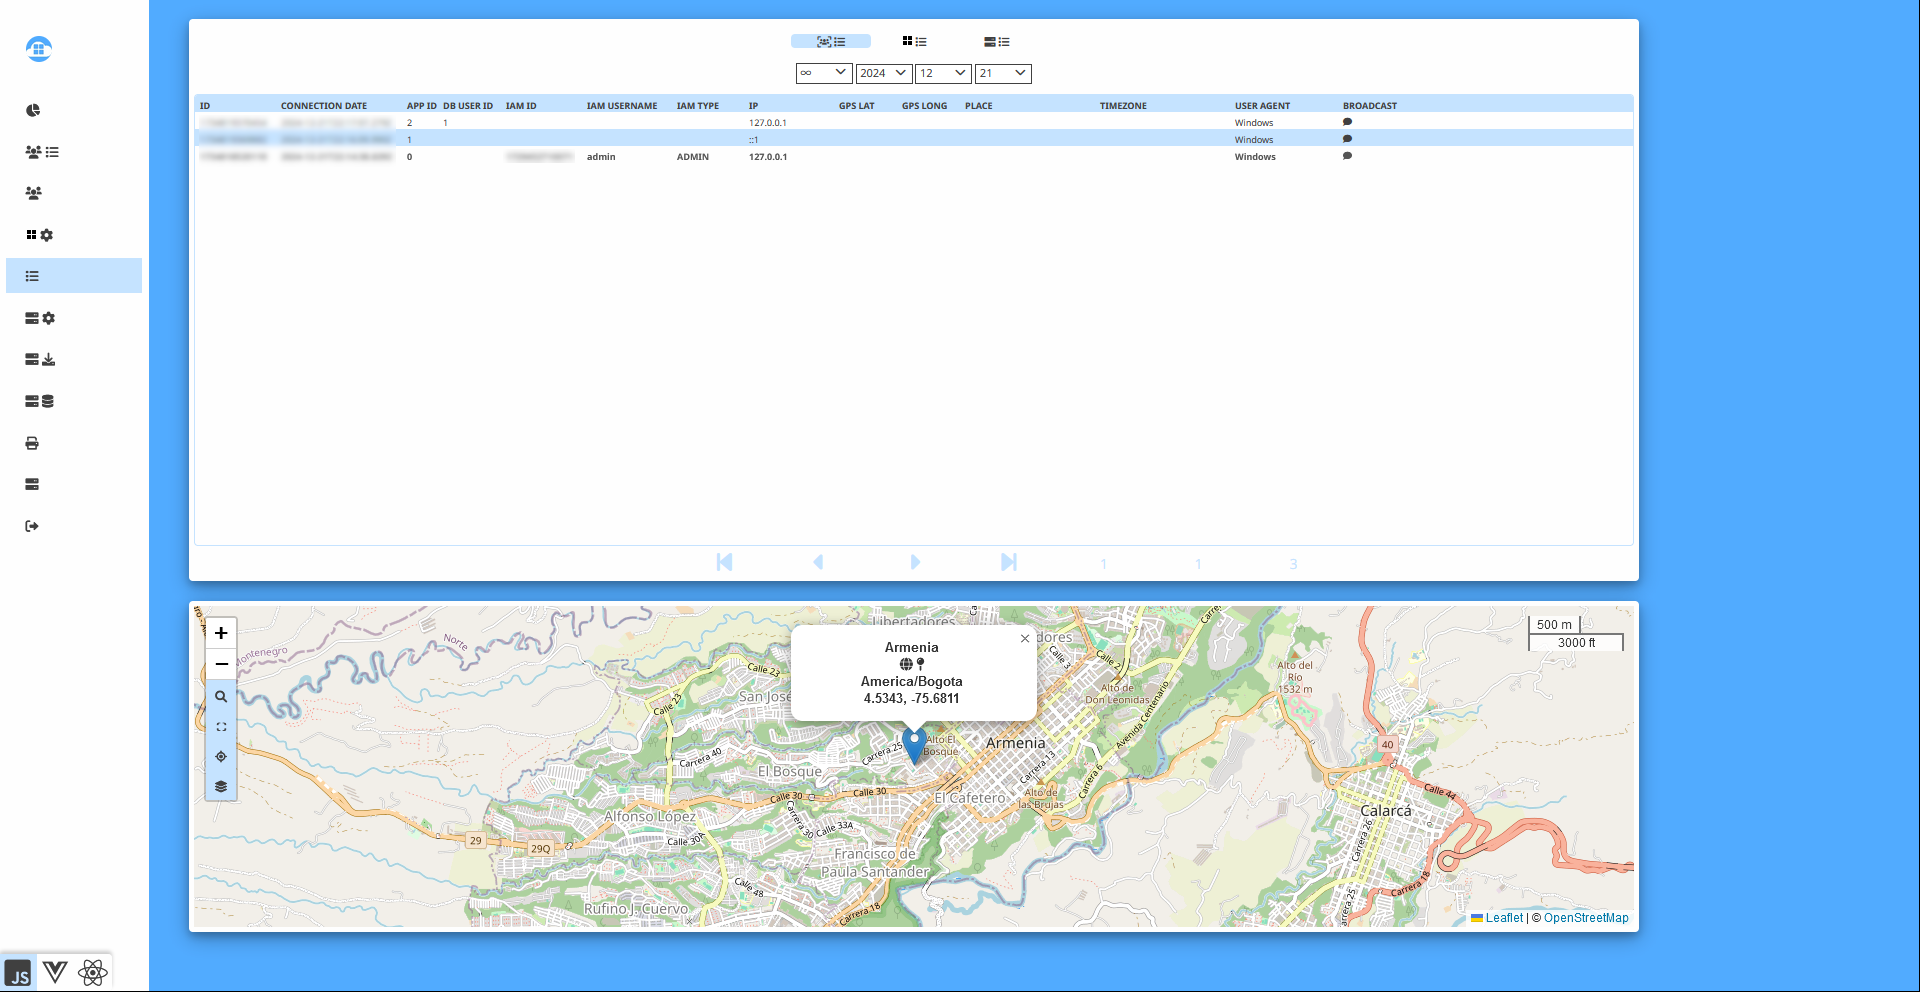 ∞ 2024 12 21
ID CONNECTION DATE APP ID DB USER ID IAM ID IAM USERNAME IAM TYPE IP GPS LAT GPS LONG PLACE TIMEZONE USER AGENT BROADCAST
2 1 127.0.0.1 Windows
1 ::1 Windows
0 admin ADMIN 127.0.0.1 Windows
1 1 3
+
−
Armenia
America/Bogota
4.5343, -75.6811
×
500 m
3000 ft
Libertadores
dores
Norte
Montenegro
Calle 23
Calle 23
San José
Carrera 40
Carrera 25
Alto El
Bosque
Armenia
El Bosque
Calle 2
Calle 3
Carrera
Alto de
Don Leonidas
Avenida Centenario
Alto del
Río
1532 m
Carrera 13
Carrera 6
Calle 30
Calle 30
El Cafetero
Alto de
las Brujas
40
Calle 44
Calarcá
Alfonso López
Carrera 30
Calle 33A
Calle 30A
29
29Q
Francisco de
Paula Santander
Calle 48
Rufino J. Cuervo
Carrera 18
Carrera 26
Carrera 25
Carrera 18
Leaflet | © OpenStreetMap
JS